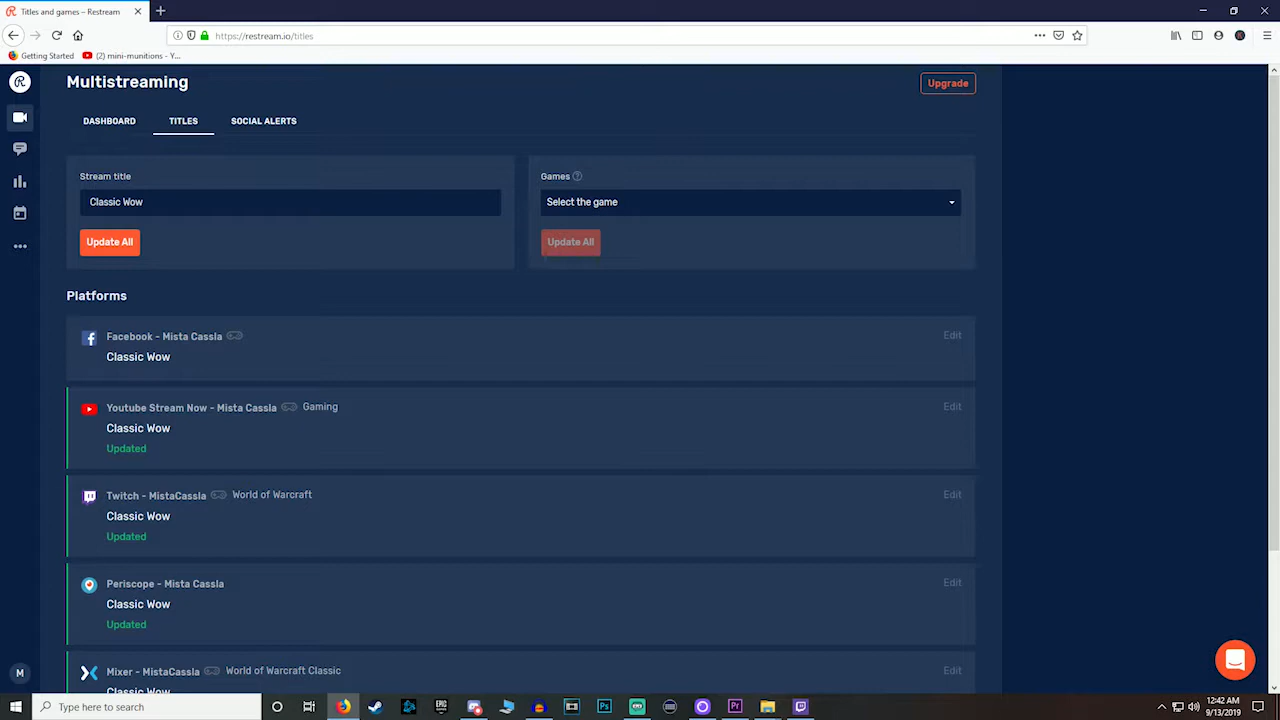 Titles and games – Restream
https://restream.io/titles
Getting Started
(2) mini-munitions - Y...
Multistreaming
Upgrade
DASHBOARD
TITLES
SOCIAL ALERTS
Stream title
Classic Wow
Update All
Games
Select the game
Update All
Platforms
Facebook - Mista Cassla
Edit
Classic Wow
Youtube Stream Now - Mista Cassla Gaming
Edit
Classic Wow
Updated
Twitch - MistaCassla World of Warcraft
Edit
Classic Wow
Updated
Periscope - Mista Cassla
Edit
Classic Wow
Updated
Mixer - MistaCassla World of Warcraft Classic
Edit
Classic Wow
M
Type here to search
12:42 AM
9/13/2019